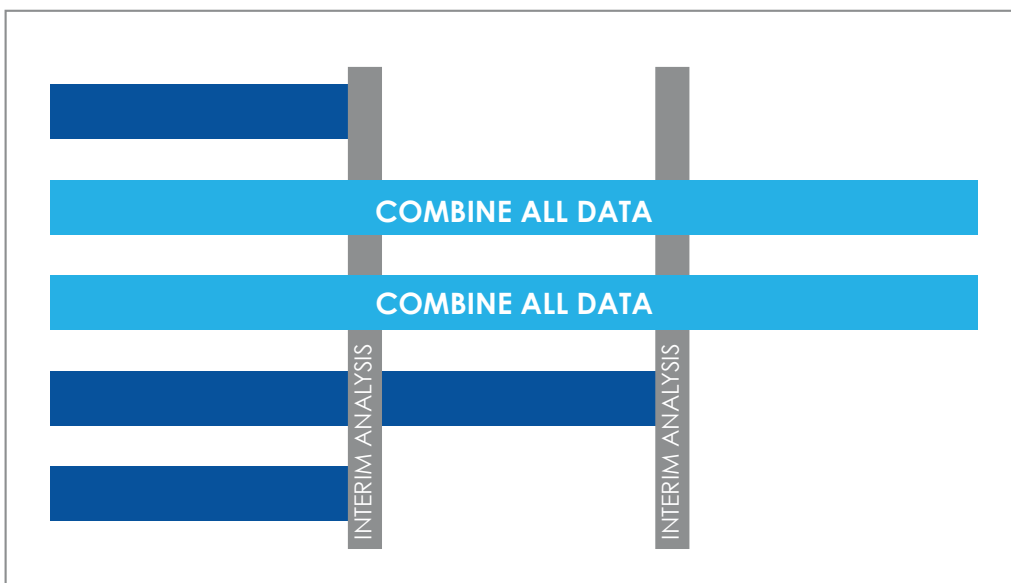 COMBINE ALL DATA
COMBINE ALL DATA
INTERIM ANALYSIS
INTERIM ANALYSIS